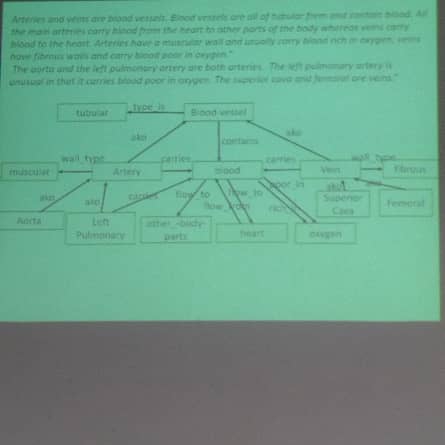 Arteries and veins are blood vessels. Blood vessels are all of tubular form and contain blood. All
the main arteries carry blood from the heart to other parts of the body whereas veins carry
blood to the heart. Arteries have a muscular wall and usually carry blood rich in oxygen, veins
have fibrous walls and carry blood poor in oxygen."
The aorta and the left pulmonary artery are both arteries. The left pulmonary artery is
unusual in that it carries blood poor in oxygen. The superior cava and femoral are veins."
tubular type_is Blood vessel
ako contains ako
wall_type carries carries wall_type
muscular Artery blood Vein Fibrous
ako ako carries flow_to flow_to poor_in ako ako
flow_from rich_
Aorta Left
Pulmonary
other_-body-
parts
heart oxygen Superior
Cava
Femoral